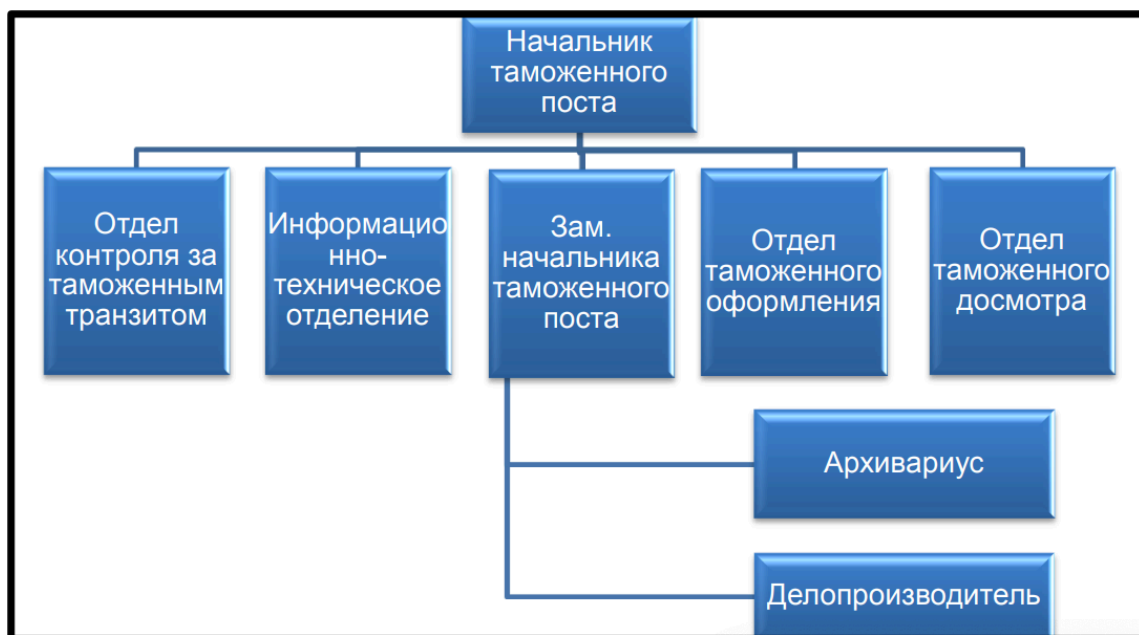 Начальник
таможенного
поста
Отдел
контроля за
таможенным
транзитом
Информацио
нно-
техническое
отделение
Зам.
начальника
таможенного
поста
Отдел
таможенного
оформления
Отдел
таможенного
досмотра
Архивариус
Делопроизводитель